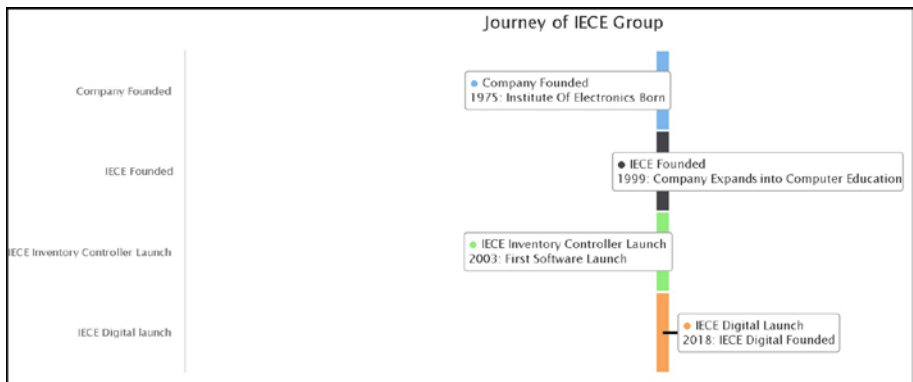 Journey of IECE Group
Company Founded
Company Founded
1975: Institute Of Electronics Born
IECE Founded
IECE Founded
1999: Company Expands into Computer Education
IECE Inventory Controller Launch
IECE Inventory Controller Launch
2003: First Software Launch
IECE Digital launch
IECE Digital Launch
2018: IECE Digital Founded